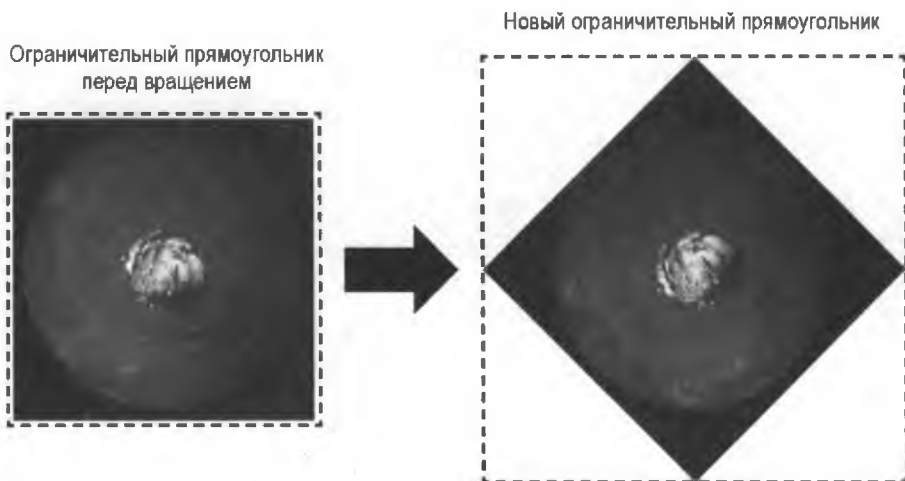 Ограничительный прямоугольник
перед вращением
Новый ограничительный прямоугольник